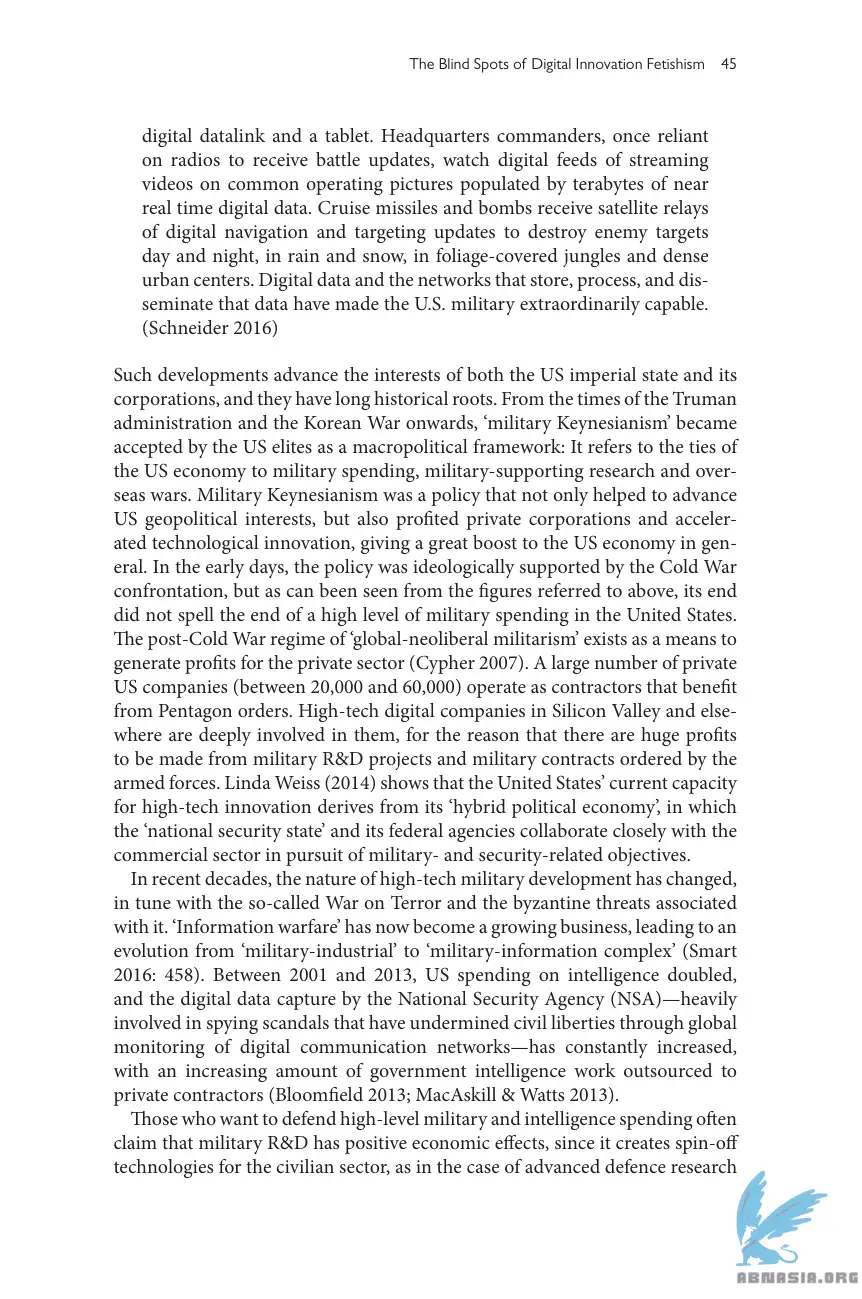 The Blind Spots of Digital Innovation Fetishism 45
digital datalink and a tablet. Headquarters commanders, once reliant
on radios to receive battle updates, watch digital feeds of streaming
videos on common operating pictures populated by terabytes of near
real time digital data. Cruise missiles and bombs receive satellite relays
of digital navigation and targeting updates to destroy enemy targets
day and night, in rain and snow, in foliage-covered jungles and dense
urban centers. Digital data and the networks that store, process, and dis-
seminate that data have made the U.S. military extraordinarily capable.
(Schneider 2016)
Such developments advance the interests of both the US imperial state and its
corporations, and they have long historical roots. From the times of the Truman
administration and the Korean War onwards, ‘military Keynesianism’ became
accepted by the US elites as a macropolitical framework: It refers to the ties of
the US economy to military spending, military-supporting research and over-
seas wars. Military Keynesianism was a policy that not only helped to advance
US geopolitical interests, but also profited private corporations and acceler-
ated technological innovation, giving a great boost to the US economy in gen-
eral. In the early days, the policy was ideologically supported by the Cold War
confrontation, but as can been seen from the figures referred to above, its end
did not spell the end of a high level of military spending in the United States.
The post-Cold War regime of ‘global-neoliberal militarism’ exists as a means to
generate profits for the private sector (Cypher 2007). A large number of private
US companies (between 20,000 and 60,000) operate as contractors that benefit
from Pentagon orders. High-tech digital companies in Silicon Valley and else-
where are deeply involved in them, for the reason that there are huge profits
to be made from military R&D projects and military contracts ordered by the
armed forces. Linda Weiss (2014) shows that the United States’ current capacity
for high-tech innovation derives from its ‘hybrid political economy’, in which
the ‘national security state’ and its federal agencies collaborate closely with the
commercial sector in pursuit of military- and security-related objectives.
In recent decades, the nature of high-tech military development has changed,
in tune with the so-called War on Terror and the byzantine threats associated
with it. ‘Information warfare’ has now become a growing business, leading to an
evolution from ‘military-industrial’ to ‘military-information complex’ (Smart
2016: 458). Between 2001 and 2013, US spending on intelligence doubled,
and the digital data capture by the National Security Agency (NSA)—heavily
involved in spying scandals that have undermined civil liberties through global
monitoring of digital communication networks—has constantly increased,
with an increasing amount of government intelligence work outsourced to
private contractors (Bloomfield 2013; MacAskill & Watts 2013).
Those who want to defend high-level military and intelligence spending often
claim that military R&D has positive economic effects, since it creates spin-off
technologies for the civilian sector, as in the case of advanced defence research
ABNASIA.ORG